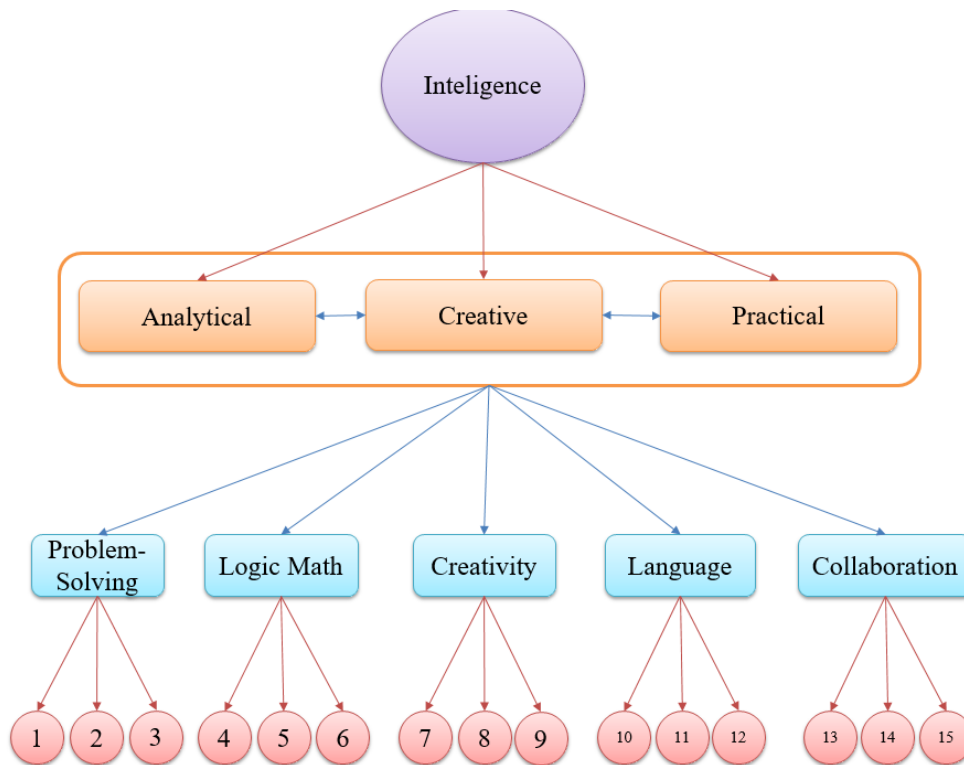 Inteligence
Analytical
Creative
Practical
Problem-
Solving
Logic Math
Creativity
Language
Collaboration
1
2
3
4
5
6
7
8
9
10
11
12
13
14
15